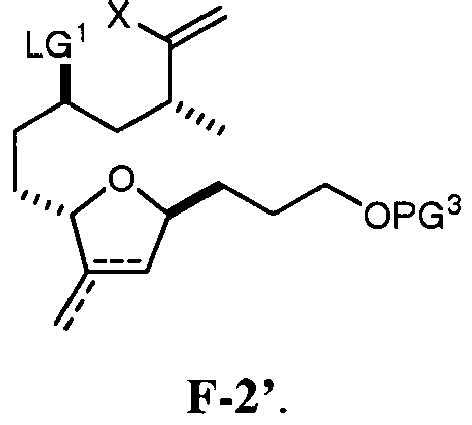 X
LG¹
O
OPG³
F-2’.